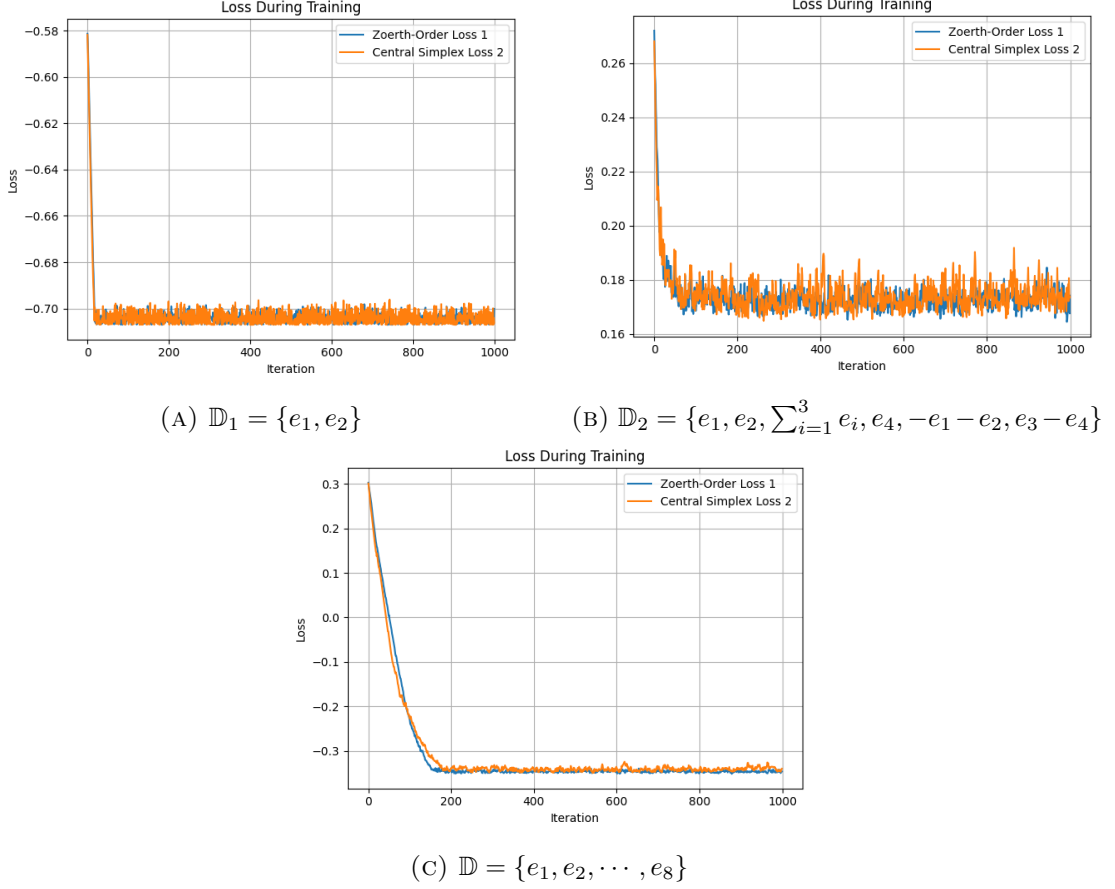 Loss During Training
Zoerth-Order Loss 1
Central Simplex Loss 2
−0.58
−0.60
−0.62
−0.64
−0.66
−0.68
−0.70
Loss
0 200 400 600 800 1000
Iteration
(A) 𝔻₁ = {e₁, e₂}
Loss During Training
Zoerth-Order Loss 1
Central Simplex Loss 2
0.26
0.24
0.22
0.20
0.18
0.16
Loss
0 200 400 600 800 1000
Iteration
(B) 𝔻₂ = {e₁, e₂, ∑³ᵢ₌₁ eᵢ, e₄, −e₁ − e₂, e₃ − e₄}
Loss During Training
Zoerth-Order Loss 1
Central Simplex Loss 2
0.3
0.2
0.1
0.0
−0.1
−0.2
−0.3
Loss
0 200 400 600 800 1000
Iteration
(C) 𝔻 = {e₁, e₂, ⋯ , e₈}